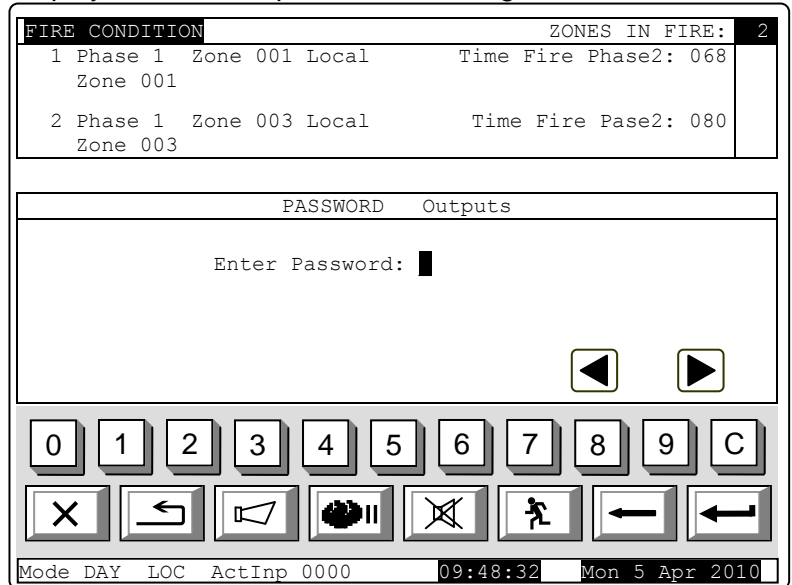 FIRE CONDITION ZONES IN FIRE: 2
1 Phase 1 Zone 001 Local Time Fire Phase2: 068
Zone 001
2 Phase 1 Zone 003 Local Time Fire Pase2: 080
Zone 003
PASSWORD Outputs
Enter Password:
0 1 2 3 4 5 6 7 8 9 C
Mode DAY LOC ActInp 0000 09:48:32 Mon 5 Apr 2010